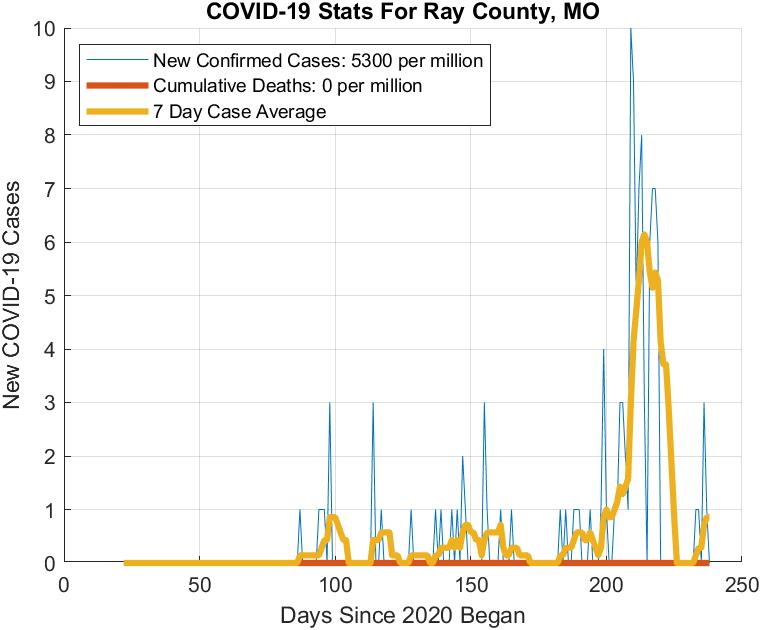 COVID-19 Stats For Ray County, MO
New Confirmed Cases: 5300 per million
Cumulative Deaths: 0 per million
7 Day Case Average
New COVID-19 Cases
10
9
8
7
6
5
4
3
2
1
0
0 50 100 150 200 250
Days Since 2020 Began